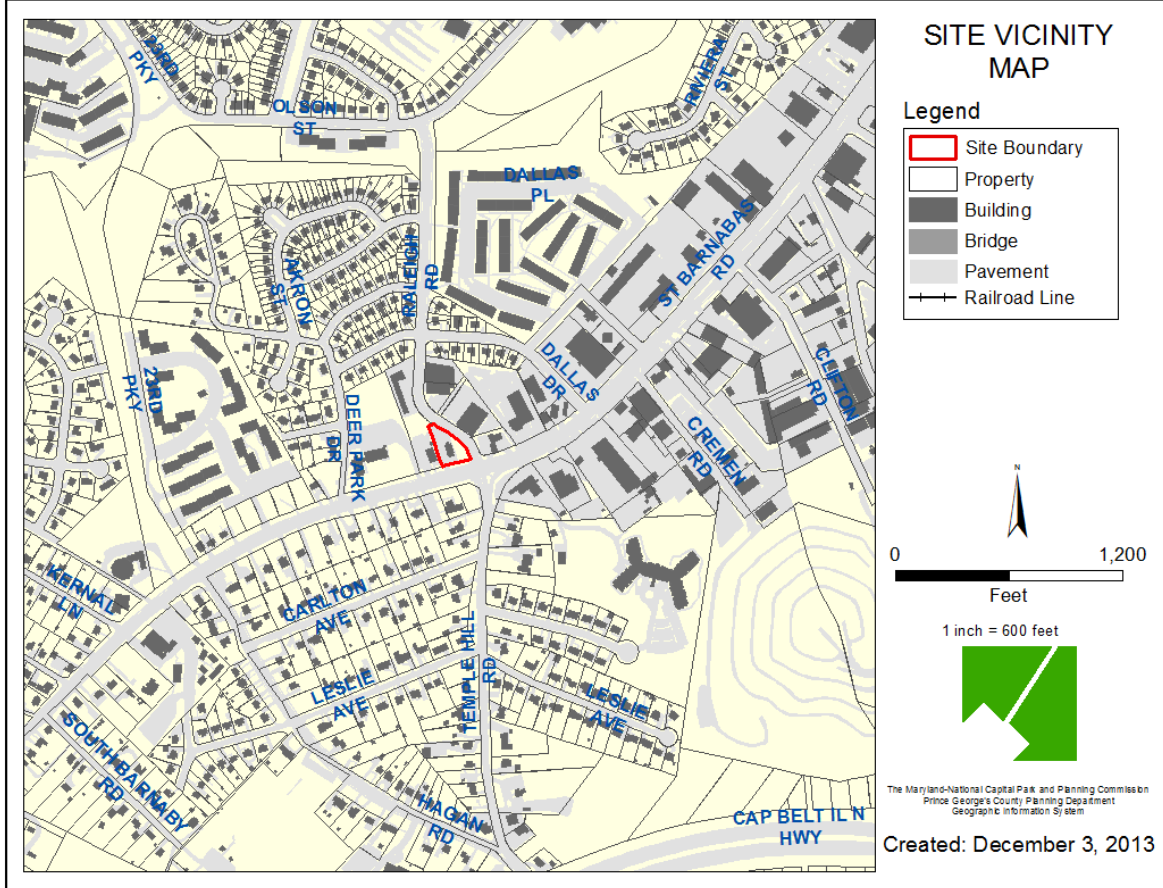 SITE VICINITY
MAP
Legend
Site Boundary
Property
Building
Bridge
Pavement
Railroad Line
N
0 1,200
Feet
1 inch = 600 feet
The Maryland-National Capital Park and Planning Commission
Prince George's County Planning Department
Geographic Information System
Created: December 3, 2013
23RD
PKY
OLSON
ST
RIVIERA
ST
DALLAS
PL
ST BARNABAS
RD
AKRON
ST
RALEIGH
RD
DALLAS
DR
CLIFTON
RD
23RD
PKY
DEER PARK
DR
CREMEN
RD
KERNAL
LN
CARLTON
AVE
TEMPLE HILL
RD
LESLIE
AVE
LESLIE
AVE
SOUTH BARNABY
RD
HAGAN
RD
CAP BELT IL N
HWY